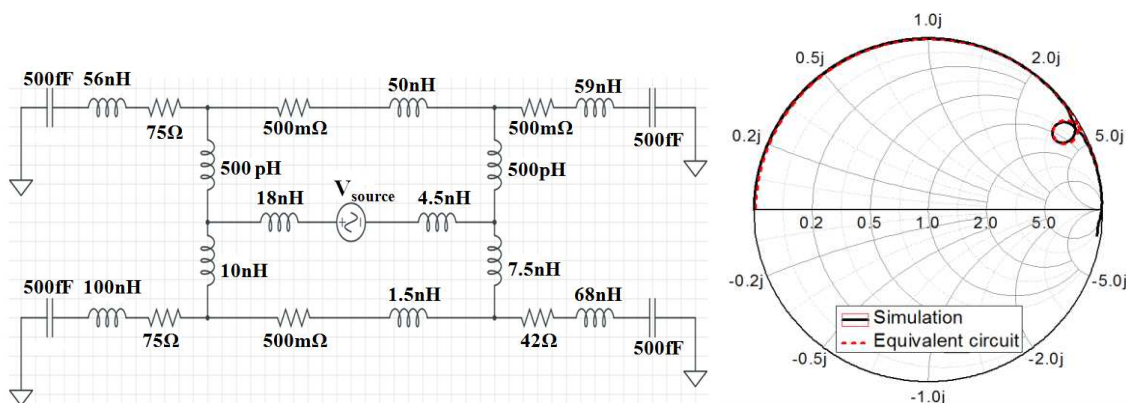 500fF 56nH
75Ω
500mΩ
50nH
500mΩ
59nH
500fF
500 pH
500pH
V source
18nH
4.5nH
10nH
7.5nH
500fF 100nH
75Ω
500mΩ
1.5nH
42Ω
68nH
500fF
1.0j
0.5j
2.0j
0.2j
5.0j
0.2 0.5 1.0 2.0 5.0
-0.2j
-5.0j
Simulation
Equivalent circuit
-0.5j
-2.0j
-1.0j